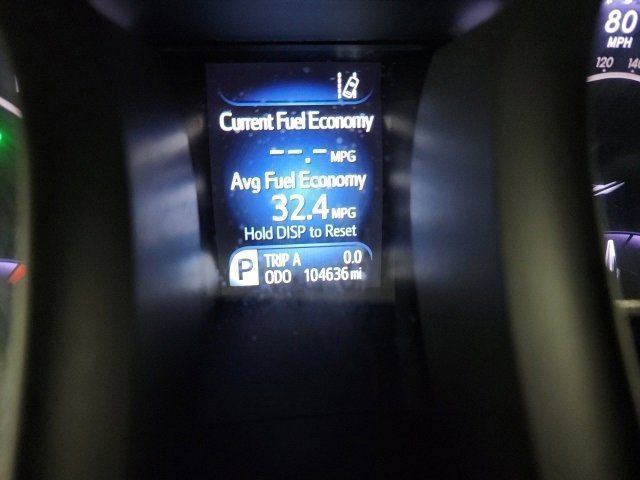 80
MPH
120 140
Current Fuel Economy
--.- MPG
Avg Fuel Economy
32.4 MPG
Hold DISP to Reset
P TRIP A 0.0
ODO 104636 mi